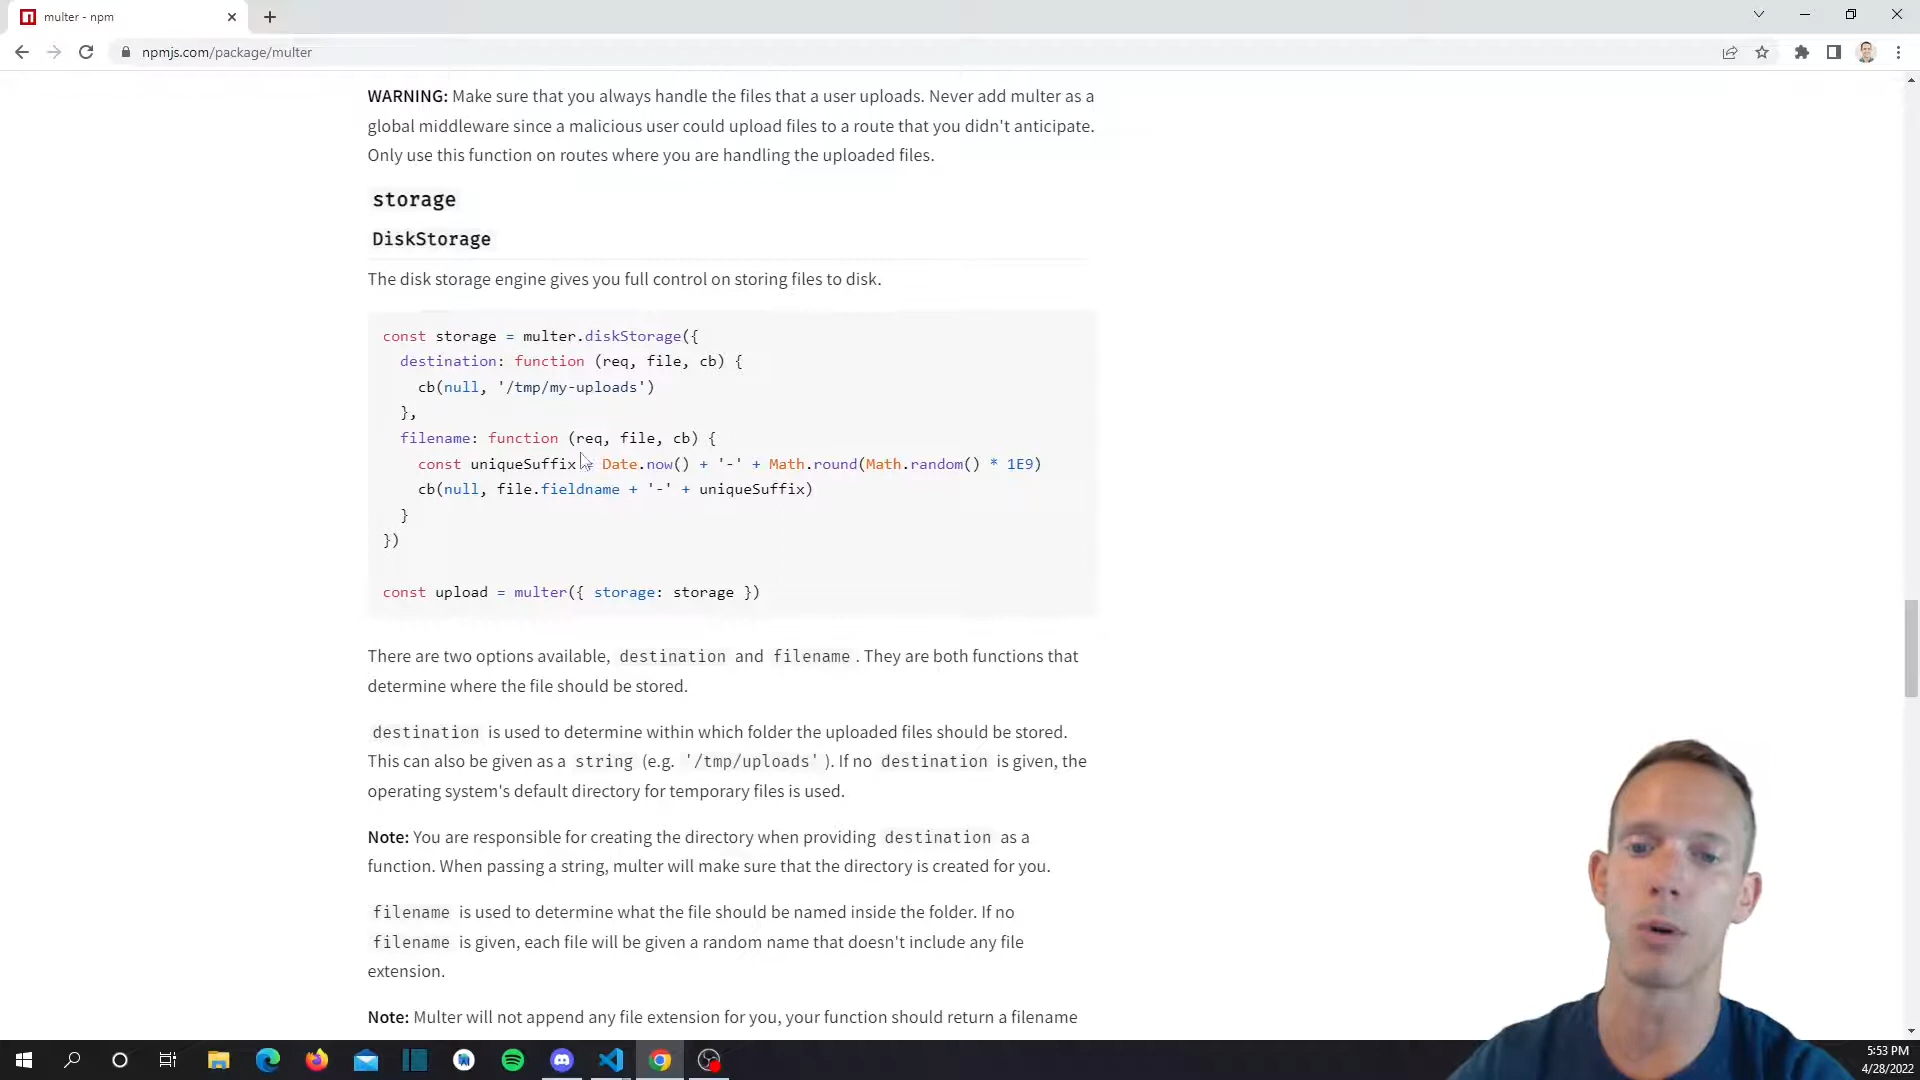 multer - npm
npmjs.com/package/multer
WARNING: Make sure that you always handle the files that a user uploads. Never add multer as a
global middleware since a malicious user could upload files to a route that you didn't anticipate.
Only use this function on routes where you are handling the uploaded files.
storage
DiskStorage
The disk storage engine gives you full control on storing files to disk.
const storage = multer.diskStorage({
  destination: function (req, file, cb) {
    cb(null, '/tmp/my-uploads')
  },
  filename: function (req, file, cb) {
    const uniqueSuffix = Date.now() + '-' + Math.round(Math.random() * 1E9)
    cb(null, file.fieldname + '-' + uniqueSuffix)
  }
})
const upload = multer({ storage: storage })
There are two options available, destination and filename . They are both functions that
determine where the file should be stored.
destination is used to determine within which folder the uploaded files should be stored.
This can also be given as a string (e.g. '/tmp/uploads' ). If no destination is given, the
operating system's default directory for temporary files is used.
Note: You are responsible for creating the directory when providing destination as a
function. When passing a string, multer will make sure that the directory is created for you.
filename is used to determine what the file should be named inside the folder. If no
filename is given, each file will be given a random name that doesn't include any file
extension.
Note: Multer will not append any file extension for you, your function should return a filename
5:53 PM
4/28/2022